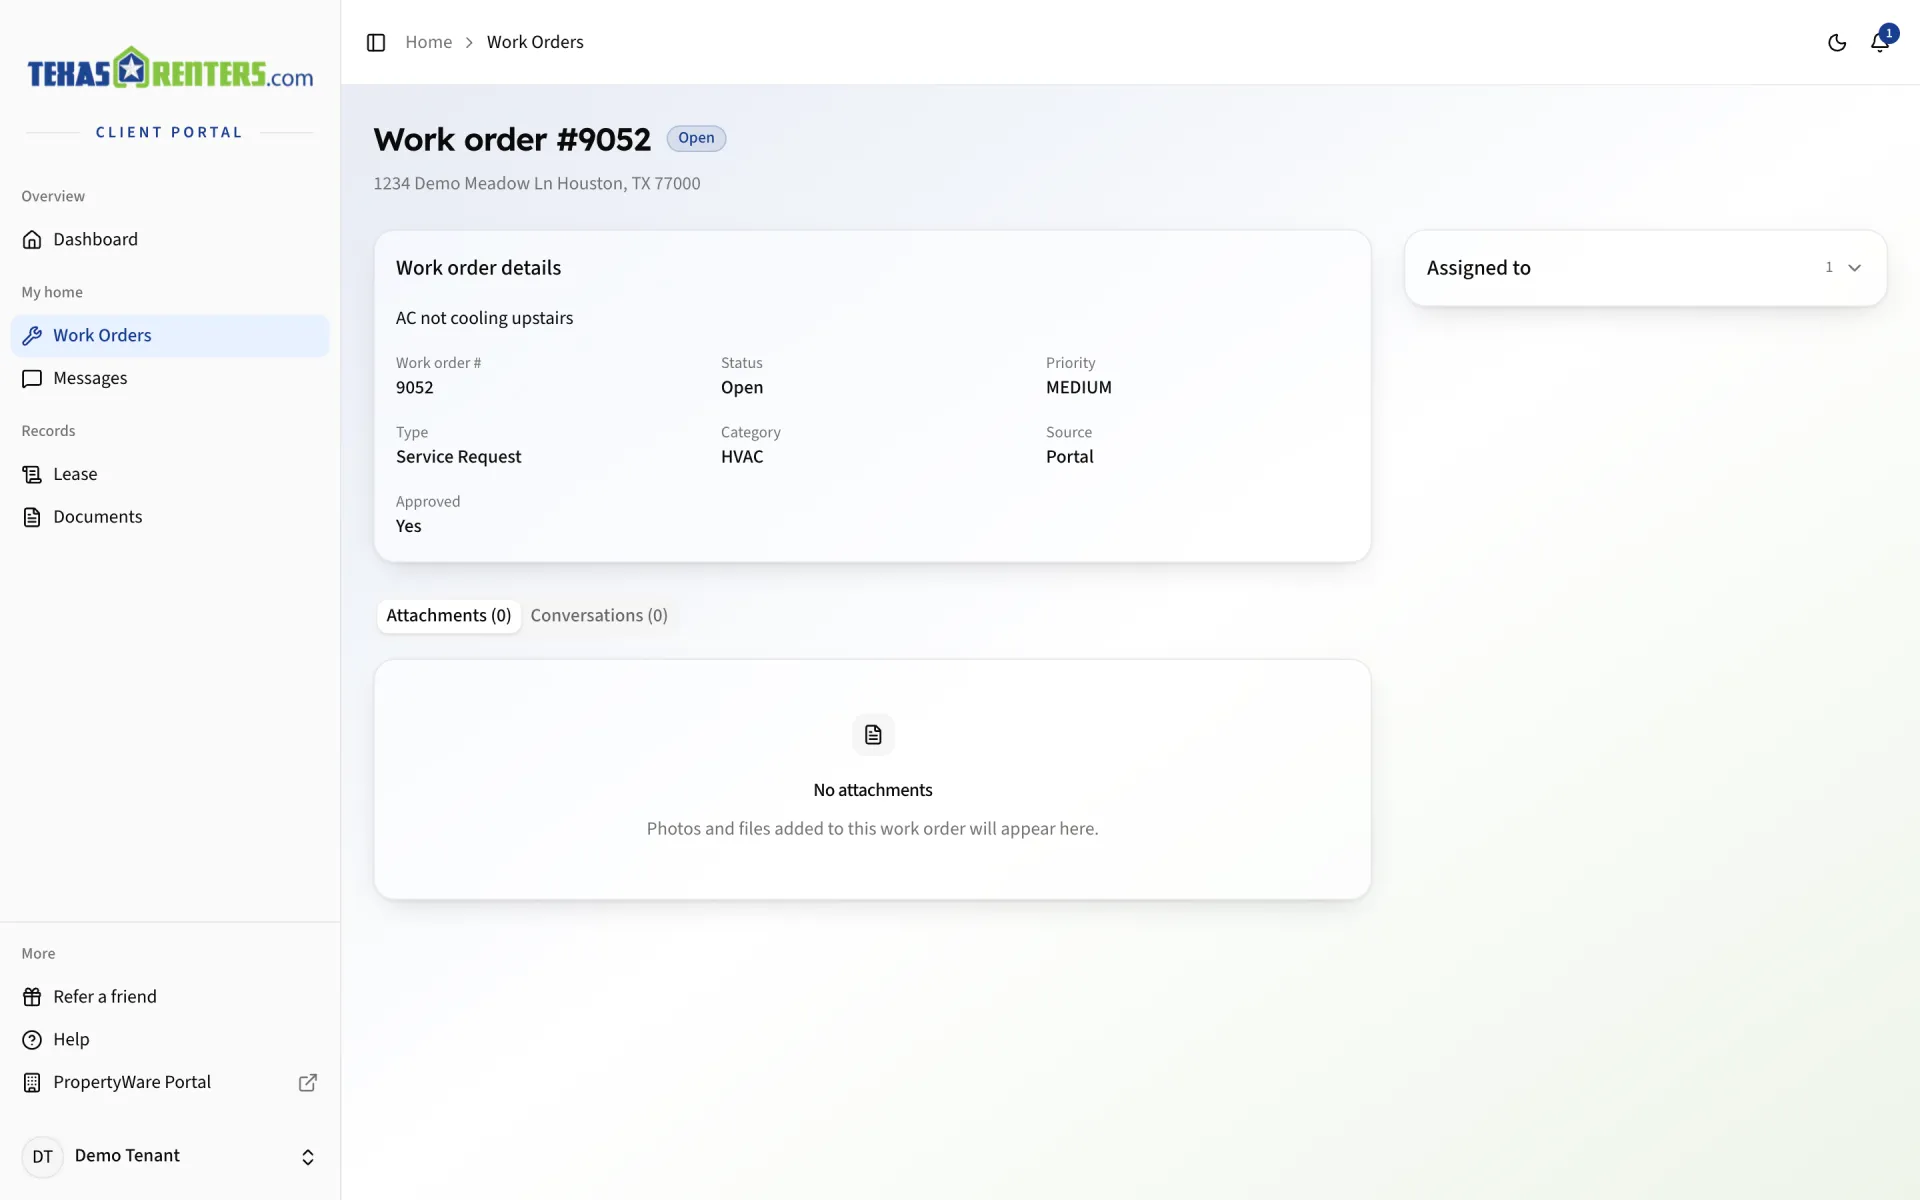 TEXAS RENTERS.com
CLIENT PORTAL
Overview
Dashboard
My home
Work Orders
Messages
Records
Lease
Documents
More
Refer a friend
Help
PropertyWare Portal
DT Demo Tenant
Home > Work Orders
1
Work order #9052 Open
1234 Demo Meadow Ln Houston, TX 77000
Work order details
AC not cooling upstairs
Work order # Status Priority
9052 Open MEDIUM
Type Category Source
Service Request HVAC Portal
Approved
Yes
Assigned to 1
Attachments (0) Conversations (0)
No attachments
Photos and files added to this work order will appear here.